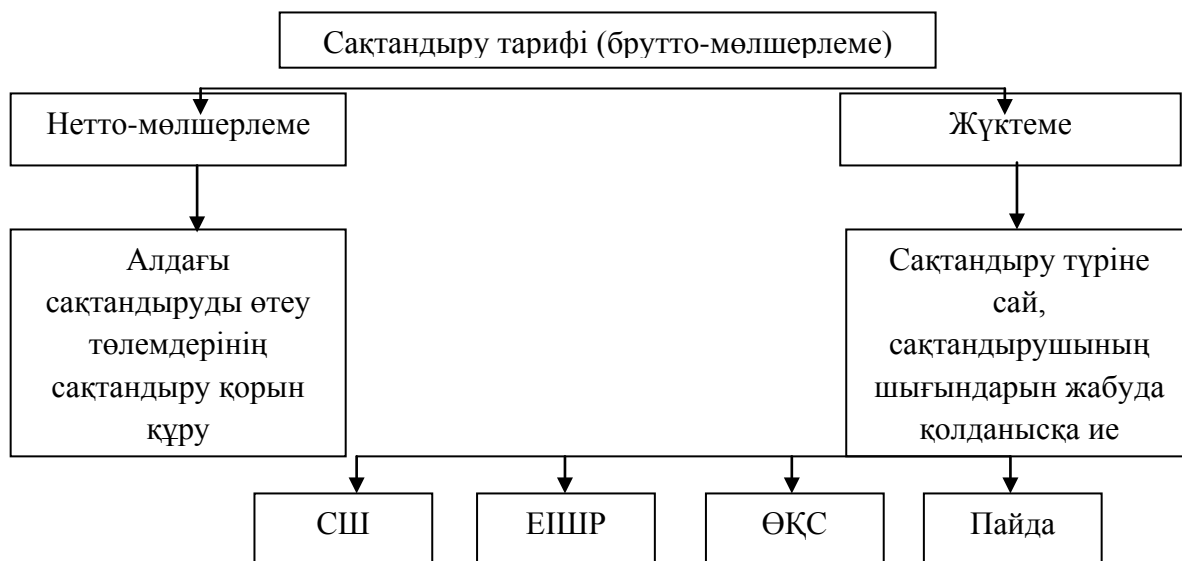 Сақтандыру тарифі (брутто-мөлшерлеме)
Нетто-мөлшерлеме
Жүктеме
Алдағы
сақтандыруды өтеу
төлемдерінің
сақтандыру қорын
құру
Сақтандыру түріне
сай,
сақтандырушының
шығындарын жабуда
қолданысқа ие
СШ
ЕІШР
ӨҚС
Пайда